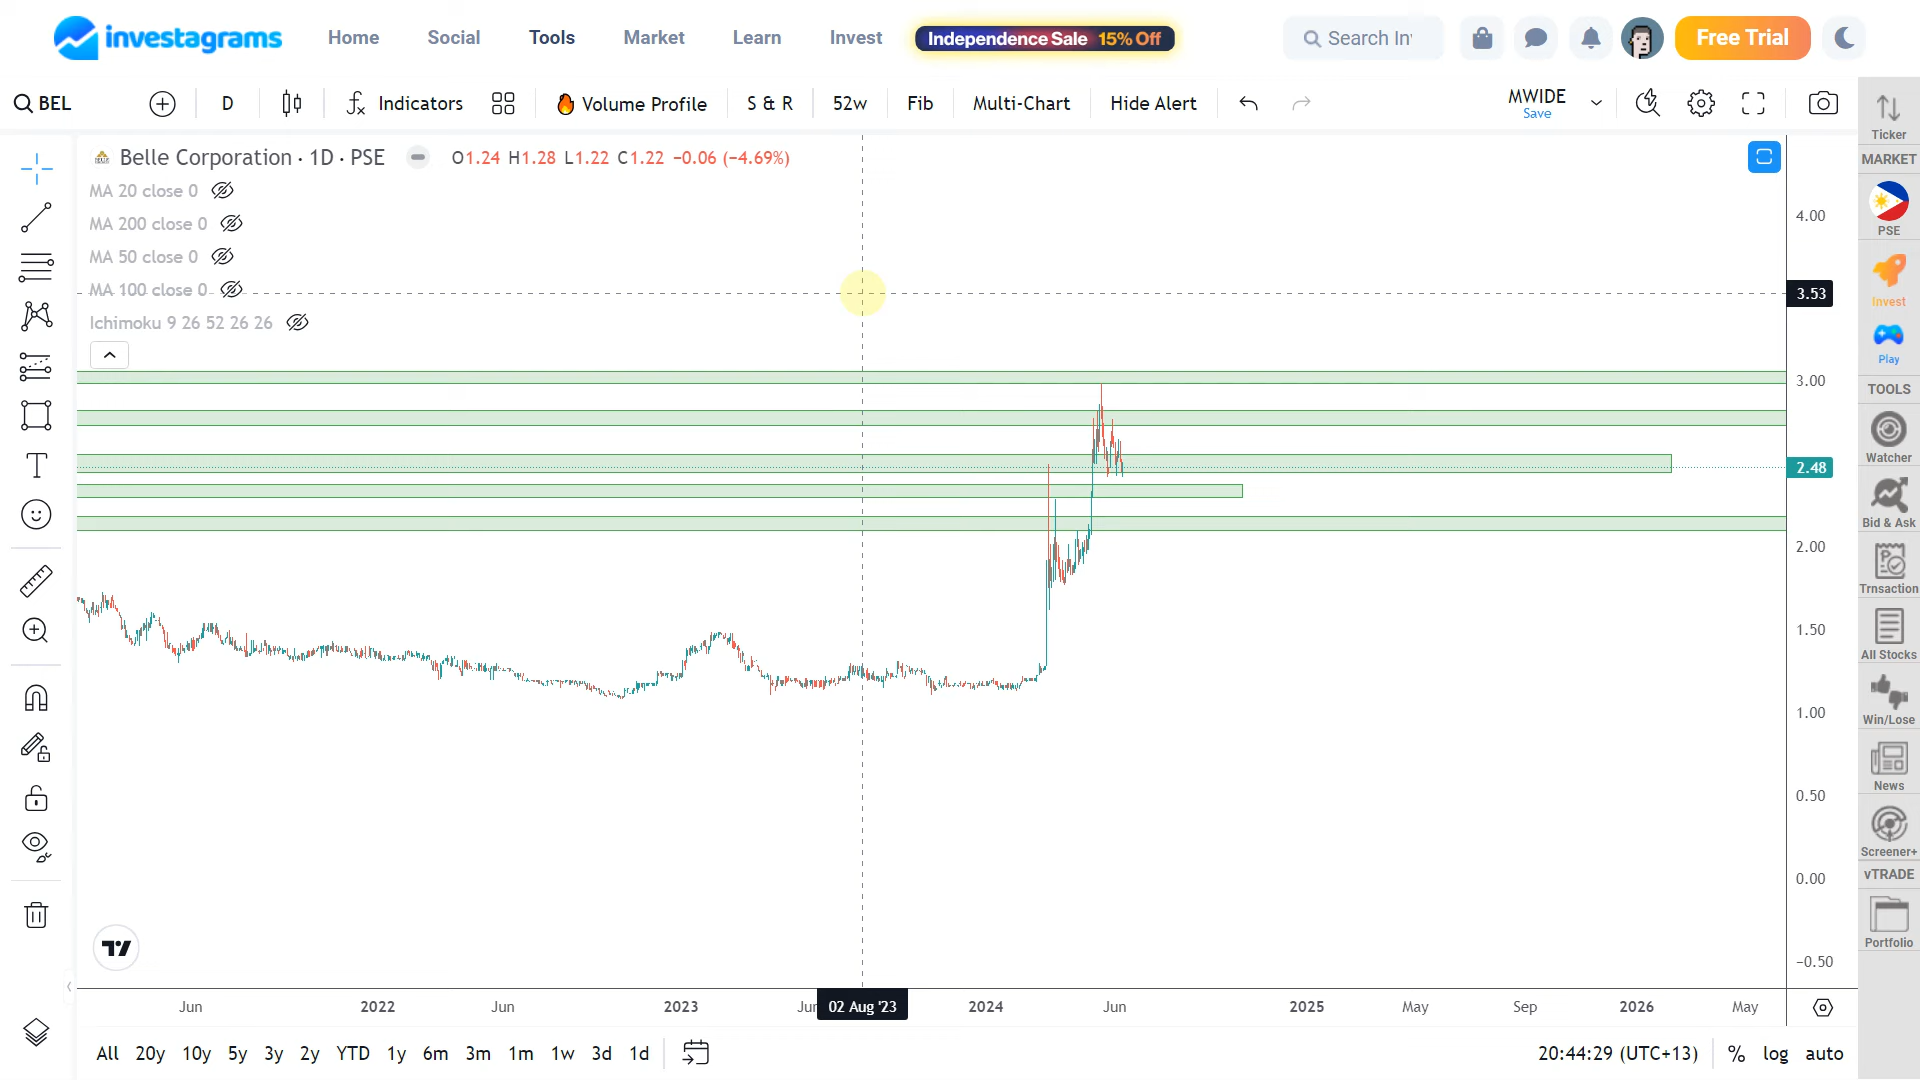 investagrams Home Social Tools Market Learn Invest Independence Sale 15% Off Search In Free Trial
BEL D Indicators Volume Profile S & R 52w Fib Multi-Chart Hide Alert MWIDE
Save
Belle Corporation · 1D · PSE O1.24 H1.28 L1.22 C1.22 −0.06 (−4.69%)
MA 20 close 0
MA 200 close 0
MA 50 close 0
MA 100 close 0
Ichimoku 9 26 52 26 26
4.00
3.53
3.00
2.48
2.00
1.50
1.00
0.50
0.00
−0.50
Jun 2022 Jun 2023 Jun 02 Aug '23 2024 Jun 2025 May Sep 2026 May
All 20y 10y 5y 3y 2y YTD 1y 6m 3m 1m 1w 3d 1d 20:44:29 (UTC+13) % log auto
Ticker
MARKET
PSE
Invest
Play
TOOLS
Watcher
Bid & Ask
Trnsaction
All Stocks
Win/Lose
News
Screener+
vTRADE
Portfolio